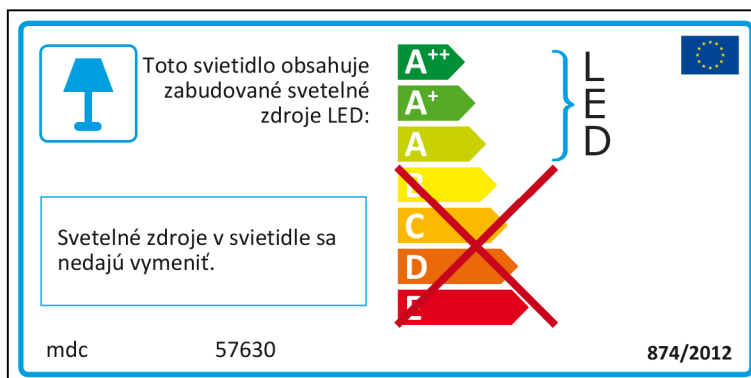 Toto svietidlo obsahuje
zabudované svetelné
zdroje LED:
A++
A+
A
B
C
D
E
L
E
D
Svetelné zdroje v svietidle sa
nedajú vymeniť.
mdc 57630
874/2012